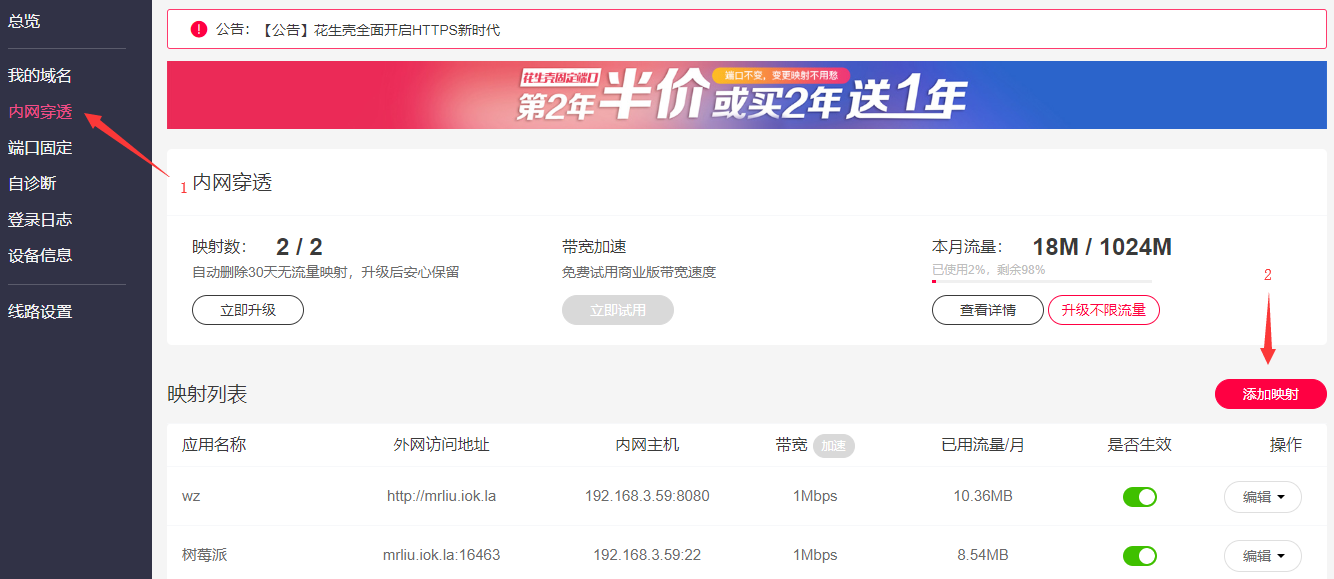 总览
我的域名
内网穿透
端口固定
自诊断
登录日志
设备信息
线路设置
! 公告：【公告】花生壳全面开启HTTPS新时代
花生壳固定端口
第2年半价
端口不变，变更映射不用愁
或买2年送1年
1 内网穿透
映射数： 2 / 2
自动删除30天无流量映射，升级后安心保留
立即升级
带宽加速
免费试用商业版带宽速度
立即试用
本月流量： 18M / 1024M
已使用2%，剩余98%
查看详情 升级不限流量
2
映射列表 添加映射
应用名称 外网访问地址 内网主机 带宽 加速 已用流量/月 是否生效 操作
wz http://mrliu.iok.la 192.168.3.59:8080 1Mbps 10.36MB 编辑
树莓派 mrliu.iok.la:16463 192.168.3.59:22 1Mbps 8.54MB 编辑